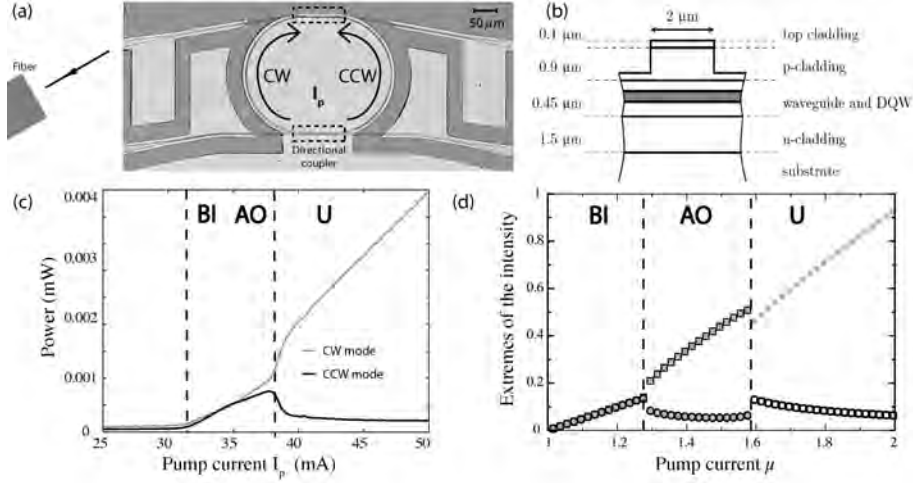 (a)
50 μm
Fiber
CW
CCW
I_p
Directional
coupler
(b)
2 μm
0.1 μm
top cladding
0.9 μm
p-cladding
0.45 μm
waveguide and DQW
1.5 μm
n-cladding
substrate
(c)
0.004
0.003
0.002
0.001
0
Power (mW)
BI
AO
U
CW mode
CCW mode
25
30
35
40
45
50
Pump current I_p (mA)
(d)
1
0.8
0.6
0.4
0.2
0
Extremes of the intensity
BI
AO
U
1
1.2
1.4
1.6
1.8
2
Pump current μ